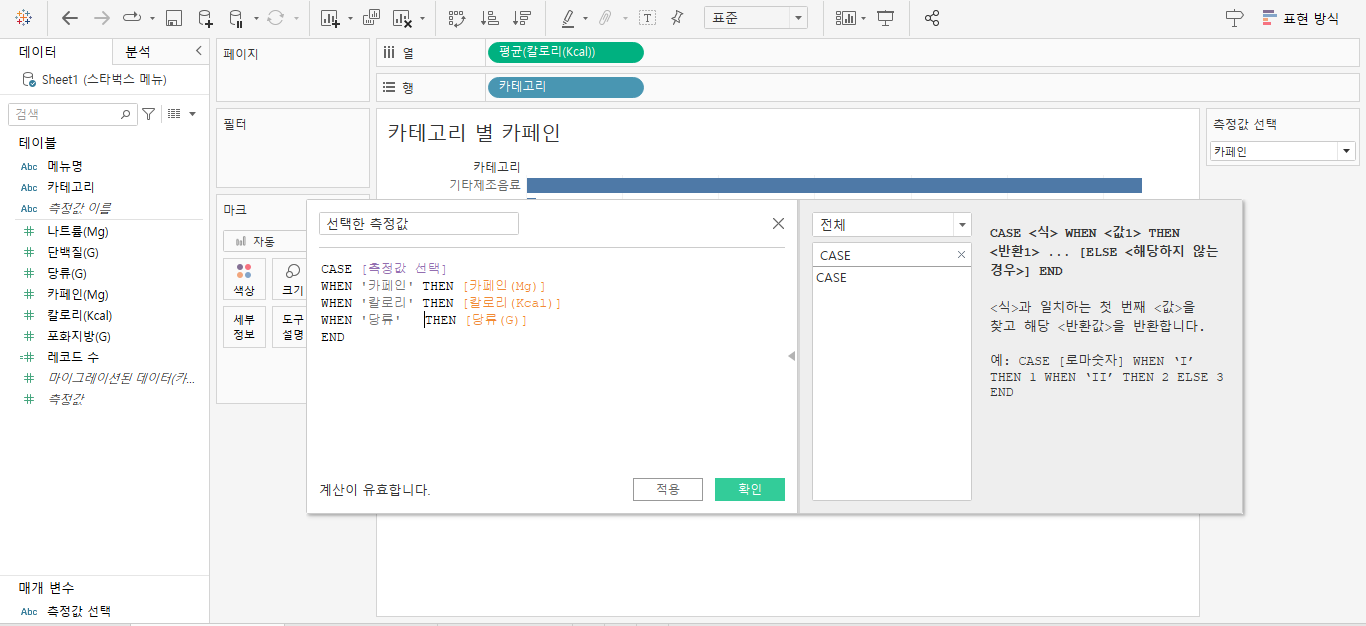 표준
표현 방식
데이터
분석
Sheet1 (스타벅스 메뉴)
검색
테이블
Abc 메뉴명
Abc 카테고리
Abc 측정값 이름
나트륨(Mg)
단백질(G)
당류(G)
카페인(Mg)
칼로리(Kcal)
포화지방(G)
레코드 수
마이그레이션된 데이터(카...
측정값
매개 변수
Abc 측정값 선택
페이지
필터
마크
자동
색상
크기
세부
정보
도구
설명
열
평균(칼로리(Kcal))
행
카테고리
카테고리 별 카페인
카테고리
기타제조음료
측정값 선택
카페인
선택한 측정값
CASE [측정값 선택]
WHEN '카페인' THEN [카페인(Mg)]
WHEN '칼로리' THEN [칼로리(Kcal)]
WHEN '당류' THEN [당류(G)]
END
계산이 유효합니다.
적용
확인
전체
CASE
CASE
CASE <식> WHEN <값1> THEN
<반환1> ... [ELSE <해당하지 않는
경우>] END
<식>과 일치하는 첫 번째 <값>을
찾고 해당 <반환값>을 반환합니다.
예: CASE [로마숫자] WHEN ‘I’
THEN 1 WHEN ‘II’ THEN 2 ELSE 3
END